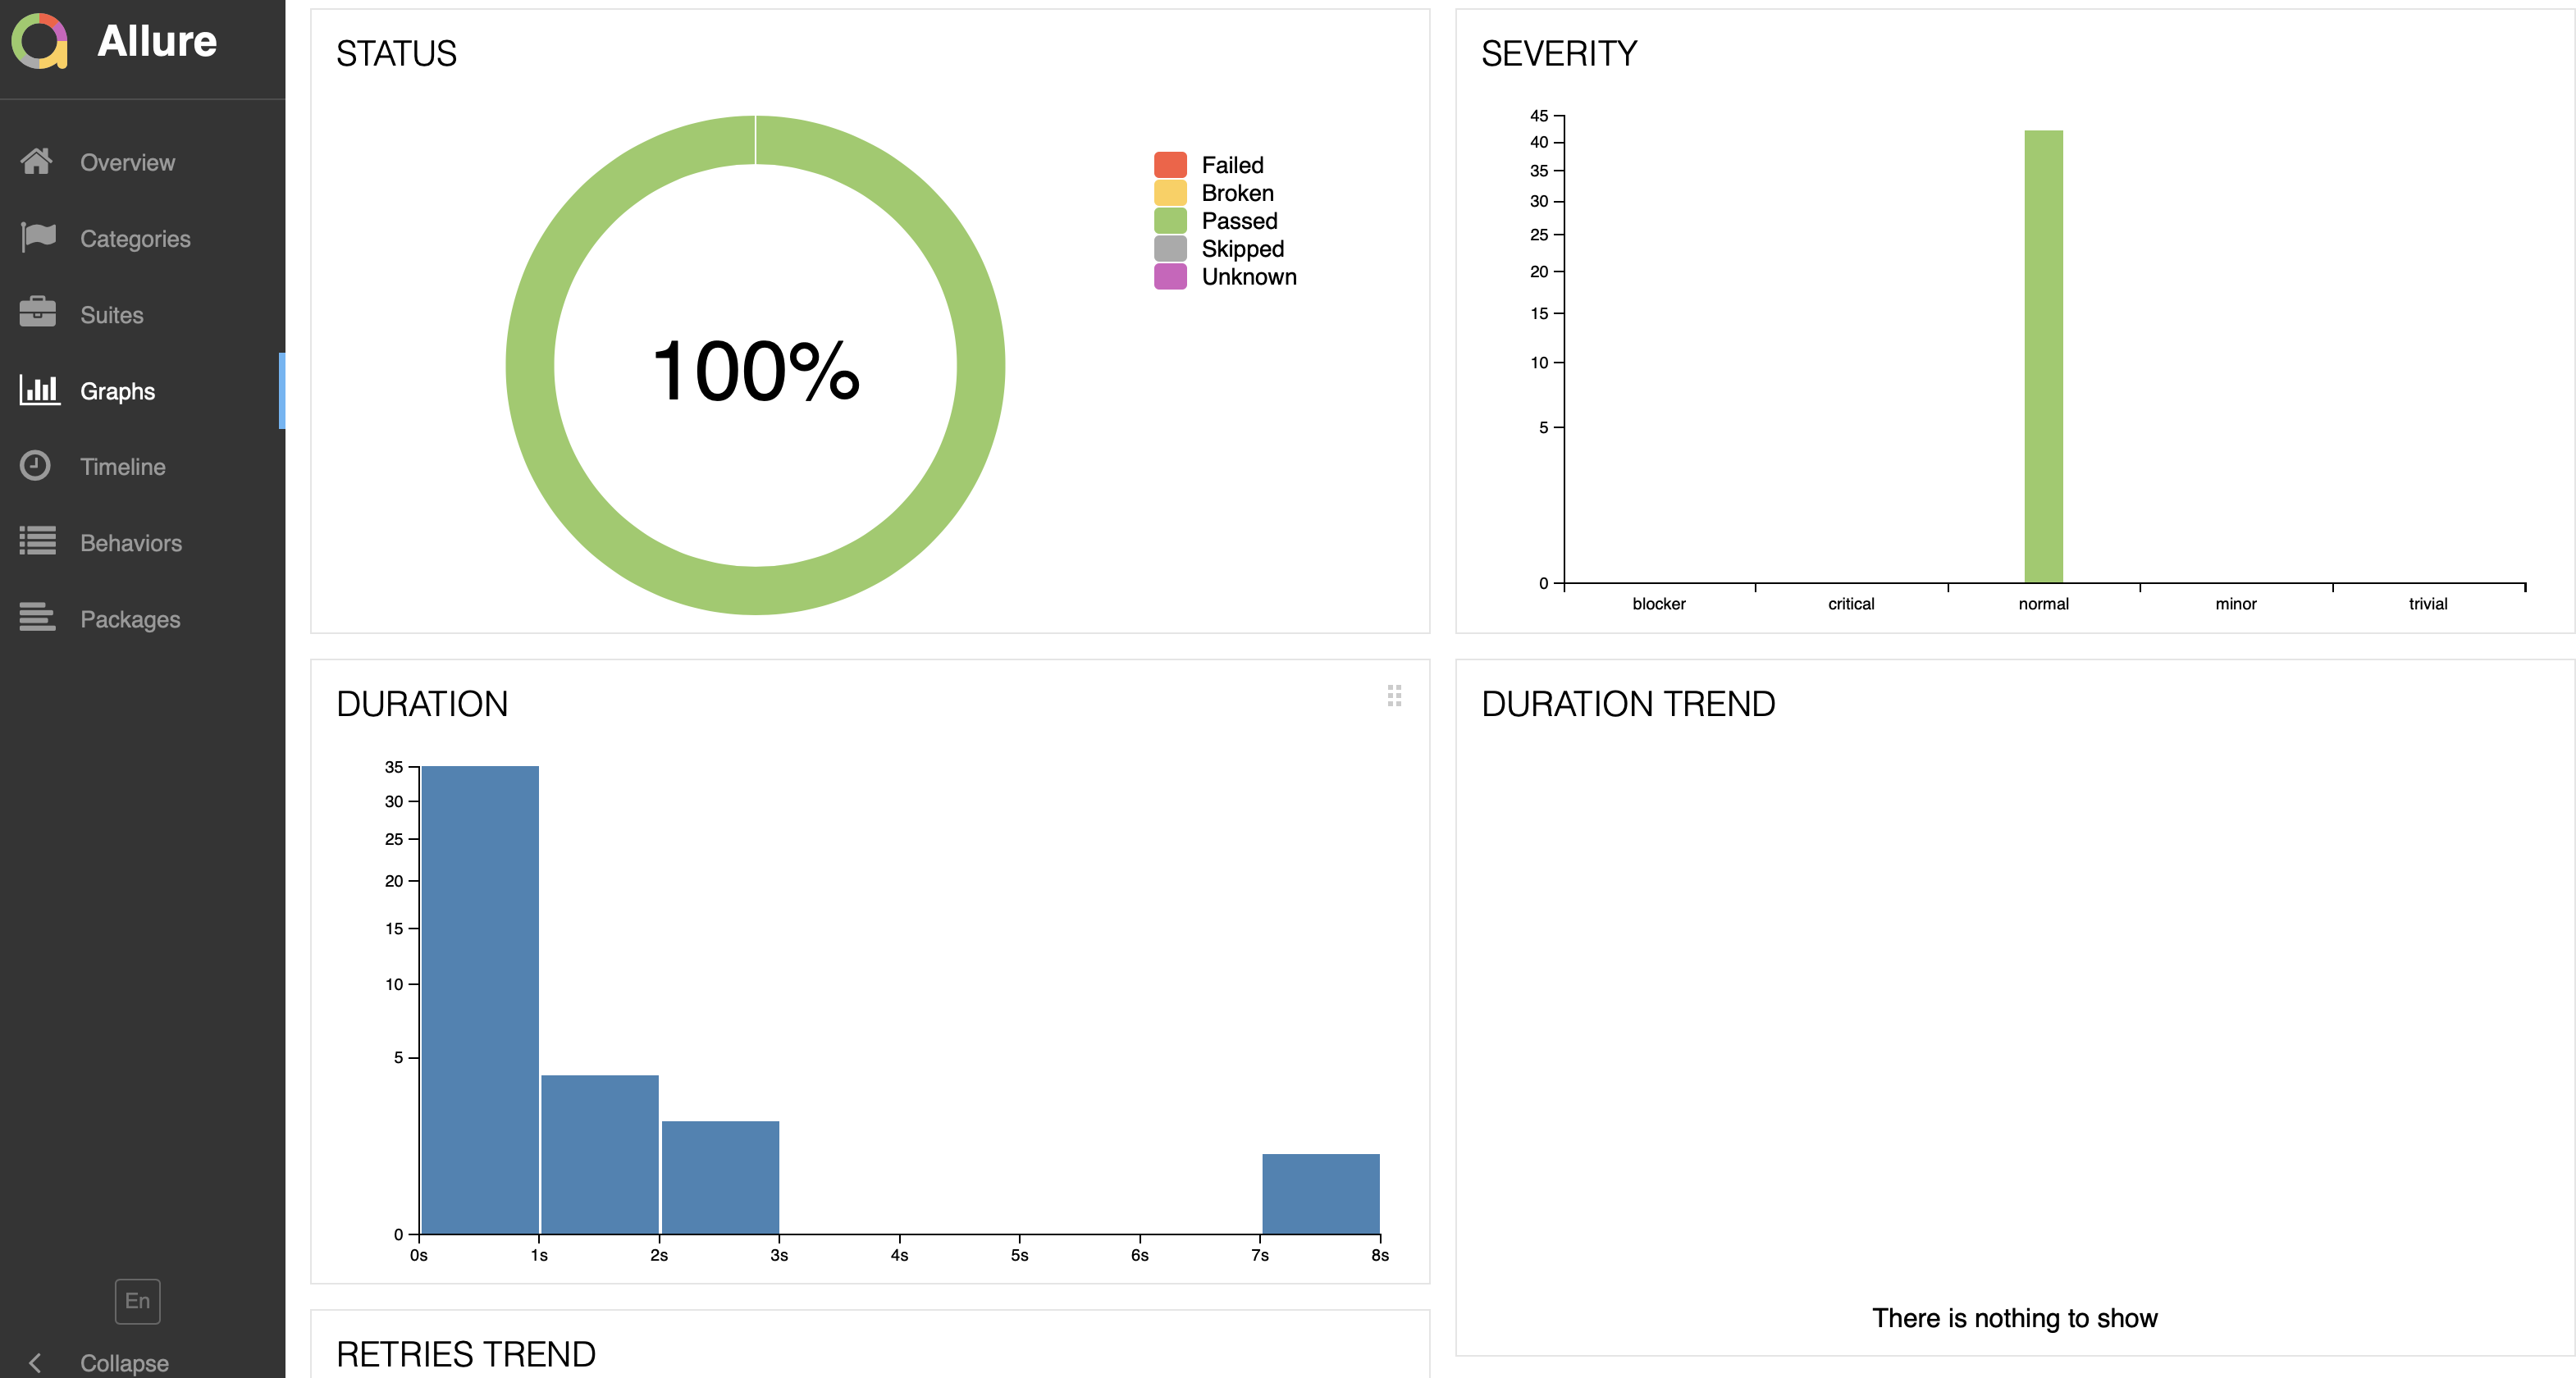 Allure
Overview
Categories
Suites
Graphs
Timeline
Behaviors
Packages
En
Collapse
STATUS
100%
Failed
Broken
Passed
Skipped
Unknown
SEVERITY
45
40
35
30
25
20
15
10
5
0
blocker critical normal minor trivial
DURATION
35
30
25
20
15
10
5
0
0s 1s 2s 3s 4s 5s 6s 7s 8s
DURATION TREND
There is nothing to show
RETRIES TREND